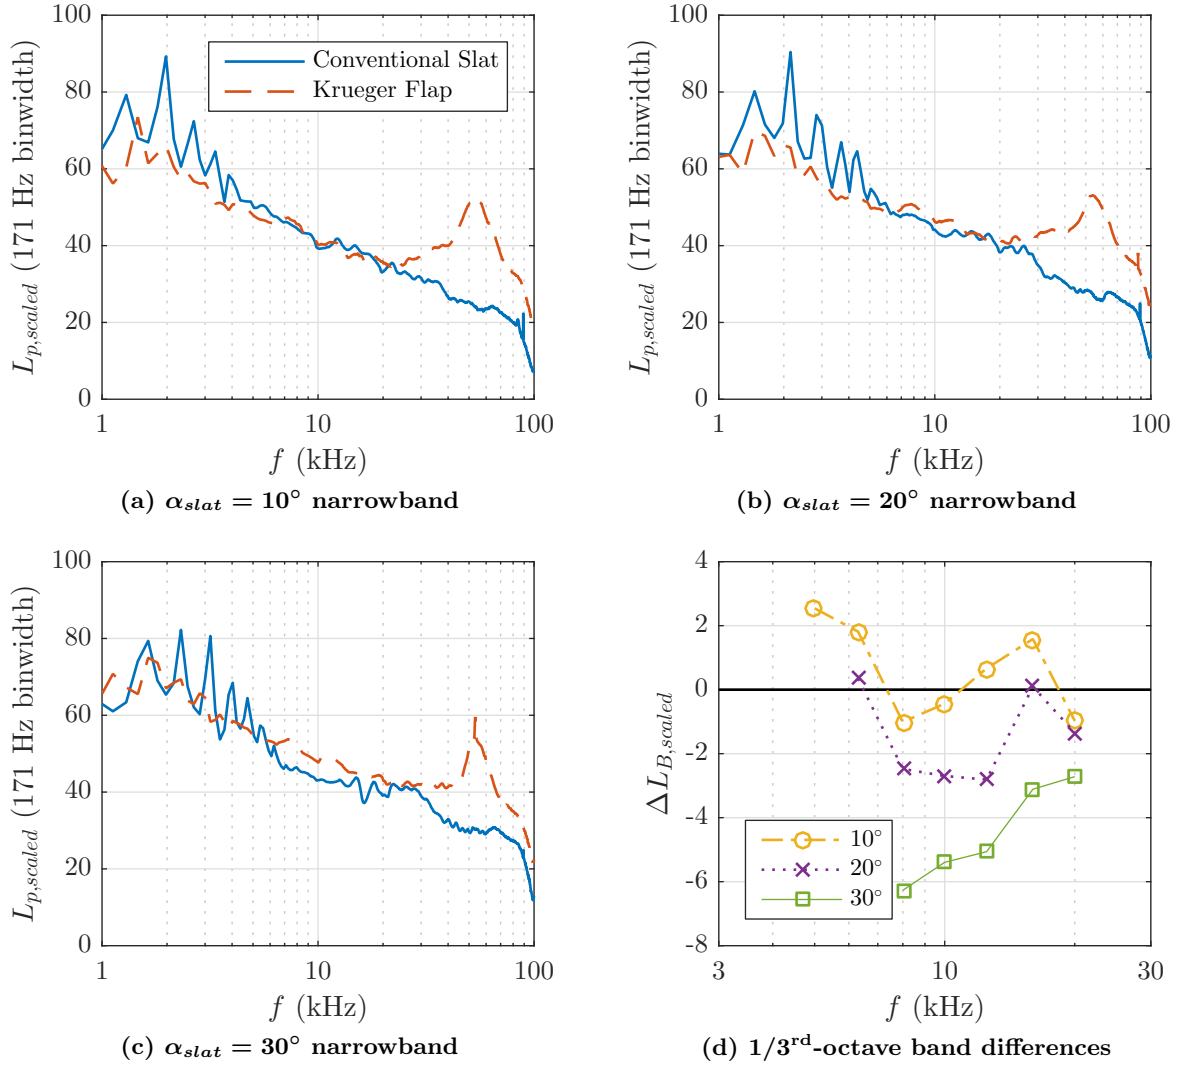 100
80
60
40
20
0
L_{p,scaled} (171 Hz binwidth)
Conventional Slat
Krueger Flap
1
10
100
f (kHz)
(a) α_{slat} = 10° narrowband
100
80
60
40
20
0
L_{p,scaled} (171 Hz binwidth)
1
10
100
f (kHz)
(b) α_{slat} = 20° narrowband
100
80
60
40
20
0
L_{p,scaled} (171 Hz binwidth)
1
10
100
f (kHz)
(c) α_{slat} = 30° narrowband
4
2
0
-2
-4
-6
-8
ΔL_{B,scaled}
10°
20°
30°
3
10
30
f (kHz)
(d) 1/3^{rd}-octave band differences